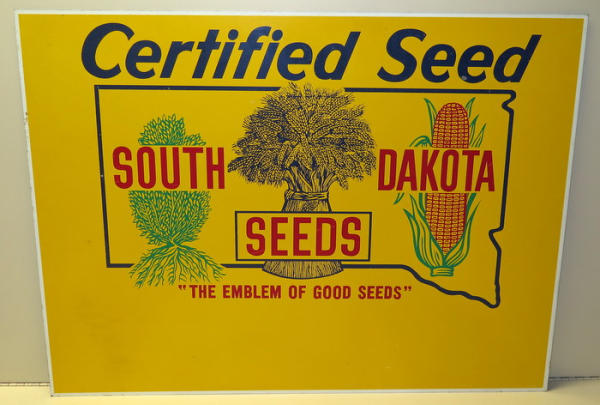 Certified Seed
SOUTH DAKOTA
SEEDS
"THE EMBLEM OF GOOD SEEDS"